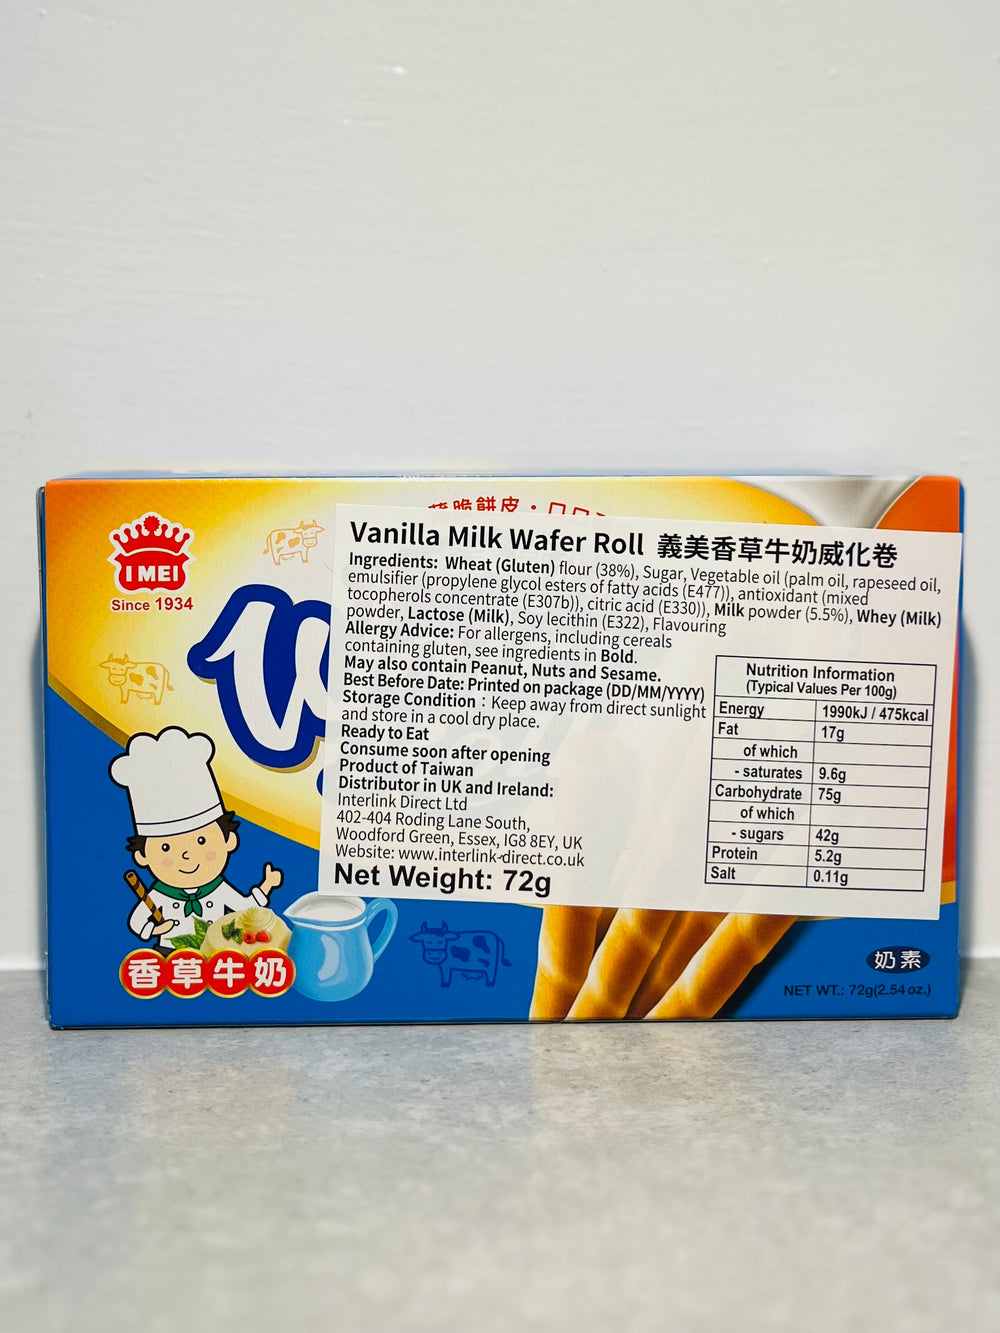 I MEI
Since 1934
脆餅皮・口口
Vanilla Milk Wafer Roll 義美香草牛奶威化卷
Ingredients: Wheat (Gluten) flour (38%), Sugar, Vegetable oil (palm oil, rapeseed oil,
emulsifier (propylene glycol esters of fatty acids (E477)), antioxidant (mixed
tocopherols concentrate (E307b)), citric acid (E330)), Milk powder (5.5%), Whey (Milk)
powder, Lactose (Milk), Soy lecithin (E322), Flavouring
Allergy Advice: For allergens, including cereals
containing gluten, see ingredients in Bold.
May also contain Peanut, Nuts and Sesame.
Best Before Date: Printed on package (DD/MM/YYYY)
Storage Condition：Keep away from direct sunlight
and store in a cool dry place.
Ready to Eat
Consume soon after opening
Product of Taiwan
Distributor in UK and Ireland:
Interlink Direct Ltd
402-404 Roding Lane South,
Woodford Green, Essex, IG8 8EY, UK
Website: www.interlink-direct.co.uk
Net Weight: 72g
Nutrition Information
(Typical Values Per 100g)
Energy 1990kJ / 475kcal
Fat 17g
of which
- saturates 9.6g
Carbohydrate 75g
of which
- sugars 42g
Protein 5.2g
Salt 0.11g
香草牛奶
奶素
NET WT.: 72g(2.54 oz.)